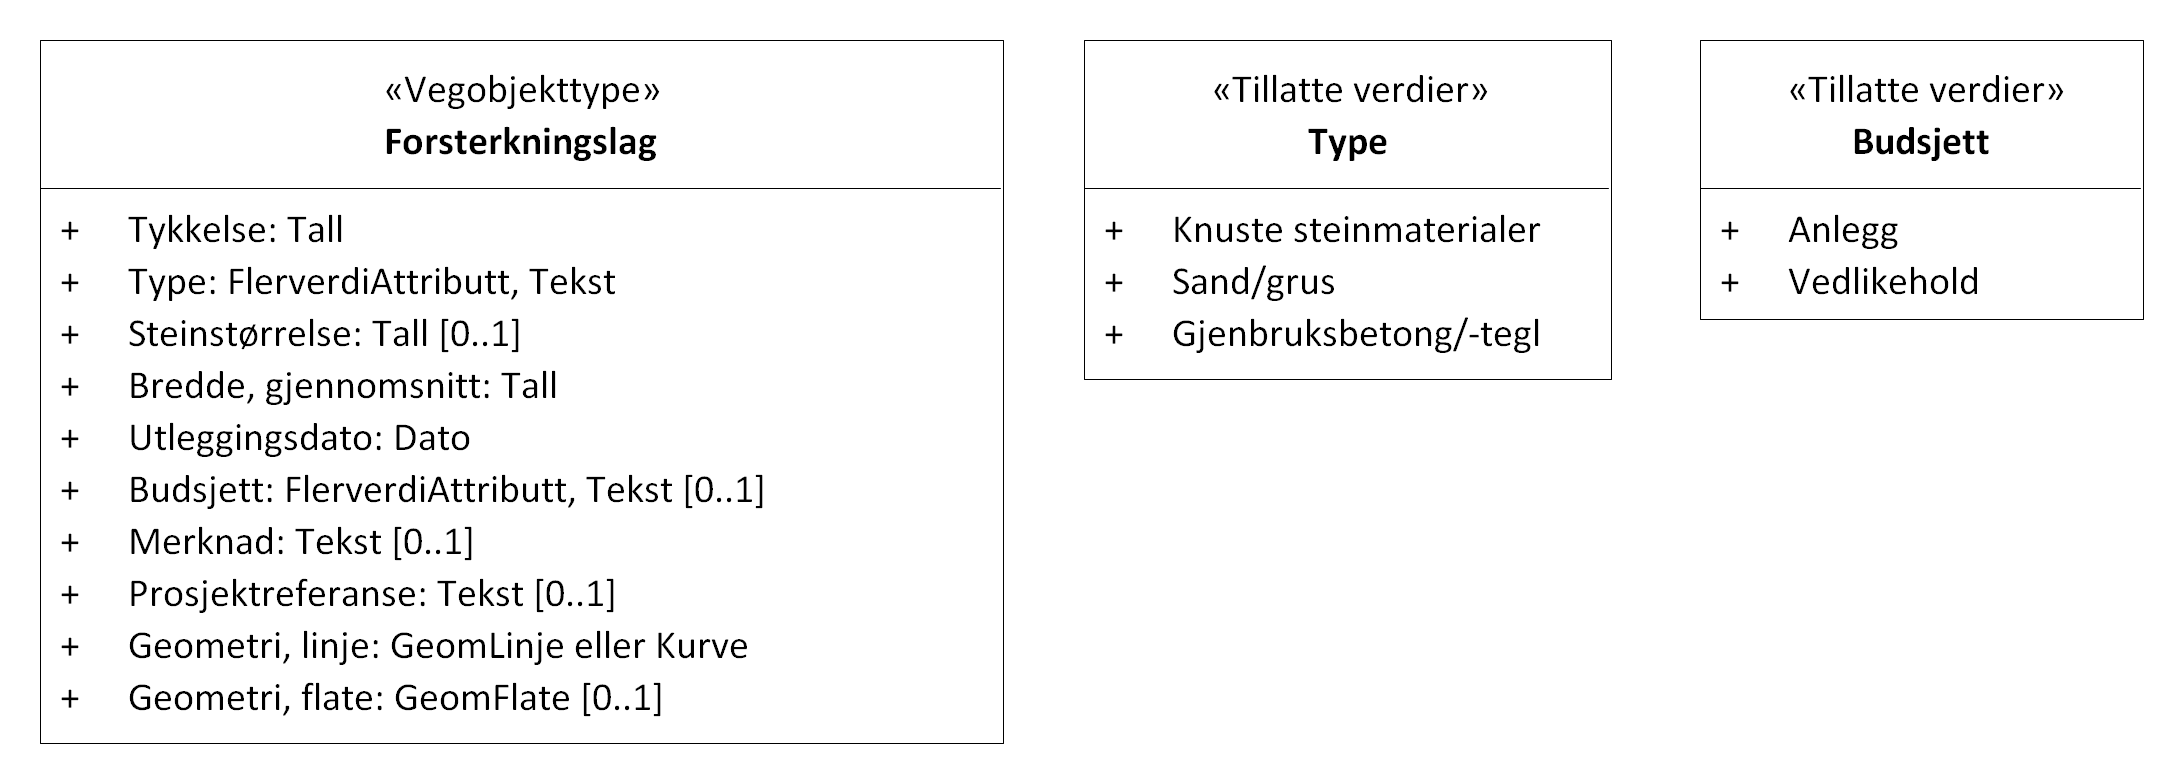 «Vegobjekttype»
Forsterkningslag
+ Tykkelse: Tall
+ Type: FlerverdiAttributt, Tekst
+ Steinstørrelse: Tall [0..1]
+ Bredde, gjennomsnitt: Tall
+ Utleggingsdato: Dato
+ Budsjett: FlerverdiAttributt, Tekst [0..1]
+ Merknad: Tekst [0..1]
+ Prosjektreferanse: Tekst [0..1]
+ Geometri, linje: GeomLinje eller Kurve
+ Geometri, flate: GeomFlate [0..1]
«Tillatte verdier»
Type
+ Knuste steinmaterialer
+ Sand/grus
+ Gjenbruksbetong/-tegl
«Tillatte verdier»
Budsjett
+ Anlegg
+ Vedlikehold